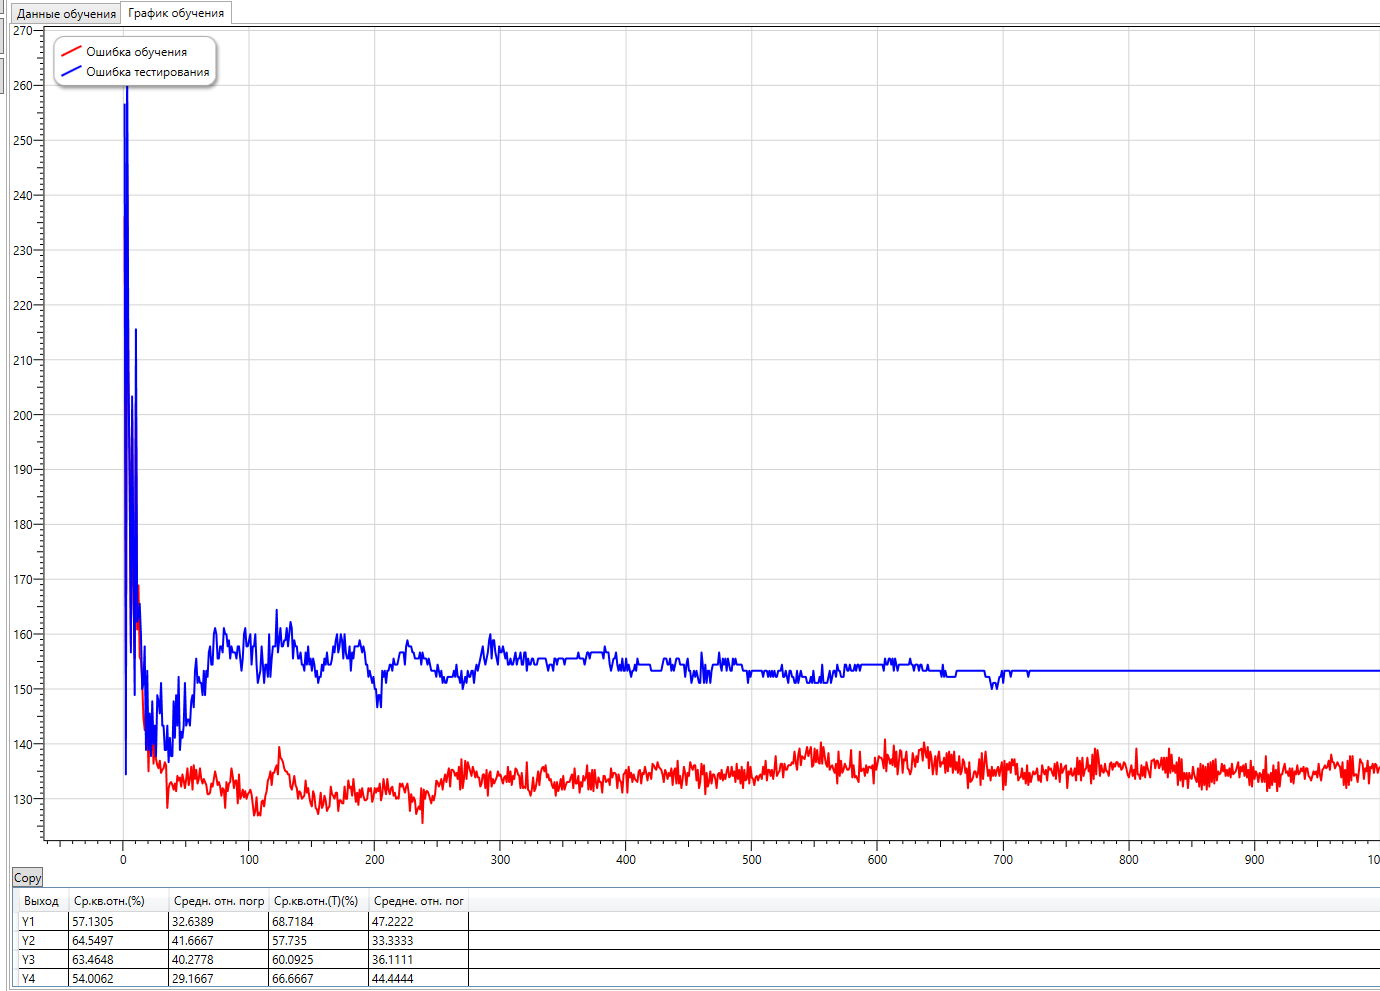 Данные обучения График обучения
Ошибка обучения
Ошибка тестирования
270
260
250
240
230
220
210
200
190
180
170
160
150
140
130
0 100 200 300 400 500 600 700 800 900 10
Copy
Выход Ср.кв.отн.(%) Средн. отн. погр Ср.кв.отн.(Т)(%) Средне. отн. пог
Y1 57.1305 32.6389 68.7184 47.2222
Y2 64.5497 41.6667 57.735 33.3333
Y3 63.4648 40.2778 60.0925 36.1111
Y4 54.0062 29.1667 66.6667 44.4444